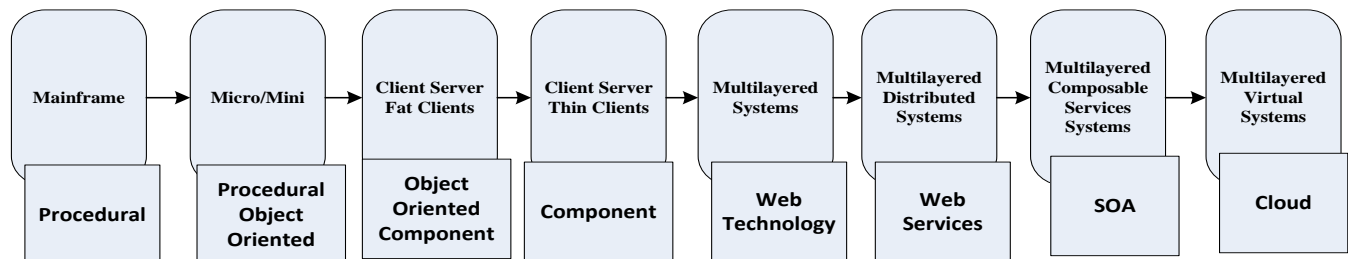 Mainframe
Micro/Mini
Client Server
Fat Clients
Client Server
Thin Clients
Multilayered
Systems
Multilayered
Distributed
Systems
Multilayered
Composable
Services
Systems
Multilayered
Virtual
Systems
Procedural
Procedural
Object
Oriented
Object
Oriented
Component
Component
Web
Technology
Web
Services
SOA
Cloud